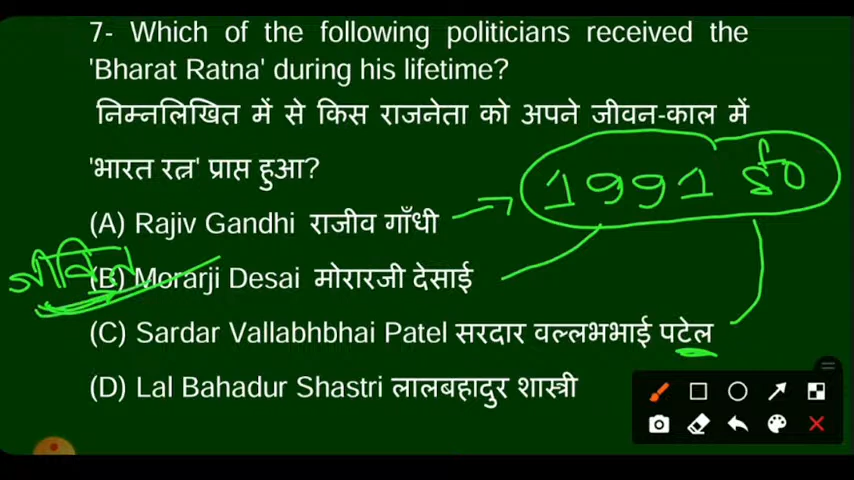 7- Which of the following politicians received the
'Bharat Ratna' during his lifetime?
निम्नलिखित में से किस राजनेता को अपने जीवन-काल में
'भारत रत्न' प्राप्त हुआ?
1991 ई०
(A) Rajiv Gandhi राजीव गाँधी
जीवित
(B) Morarji Desai मोरारजी देसाई
(C) Sardar Vallabhbhai Patel सरदार वल्लभभाई पटेल
(D) Lal Bahadur Shastri लालबहादुर शास्त्री